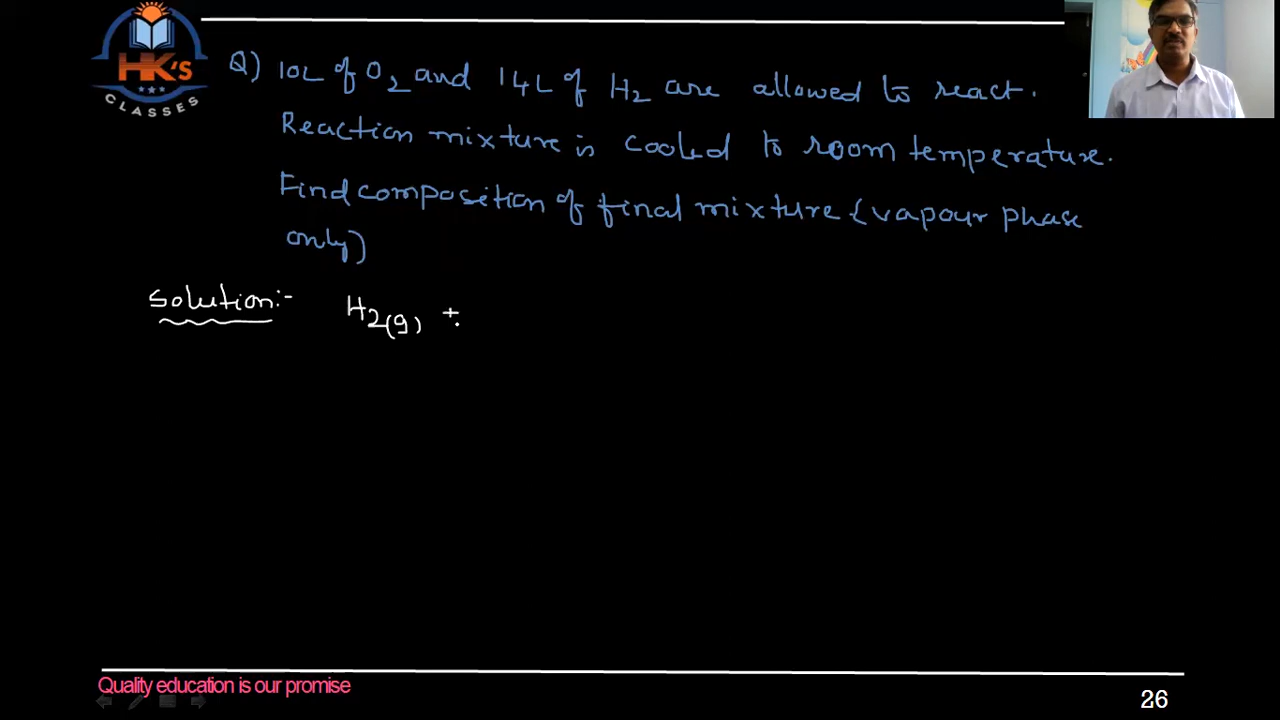 HK'S
CLASSES
Q) 10L of O2 and 14L of H2 are allowed to react.
Reaction mixture is cooled to room temperature.
Find composition of final mixture (vapour phase
only)
Solution:- H2(g) +
Quality education is our promise
26